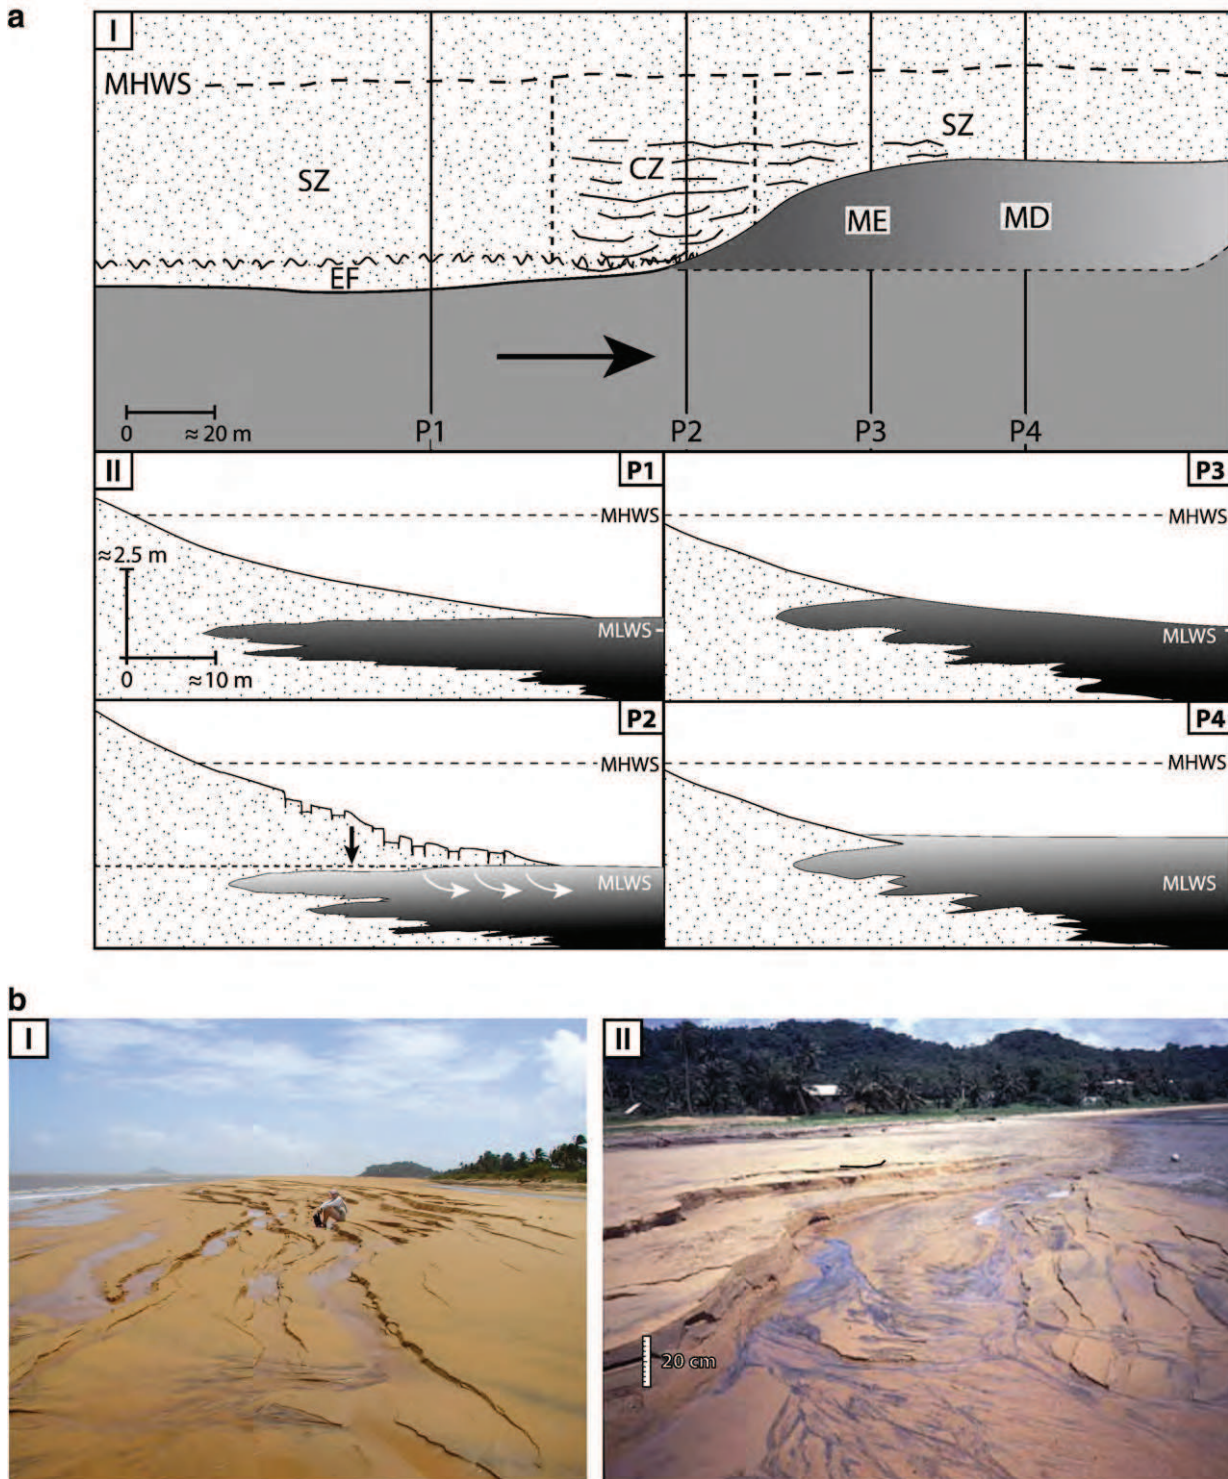 a
I
MHWS
SZ
SZ
CZ
ME
MD
EF
0 ≈ 20 m
P1
P2
P3
P4
II
P1
MHWS
≈2.5 m
MLWS
0 ≈10 m
P3
MHWS
MLWS
P2
MHWS
MLWS
P4
MHWS
MLWS
b
I
II
20 cm